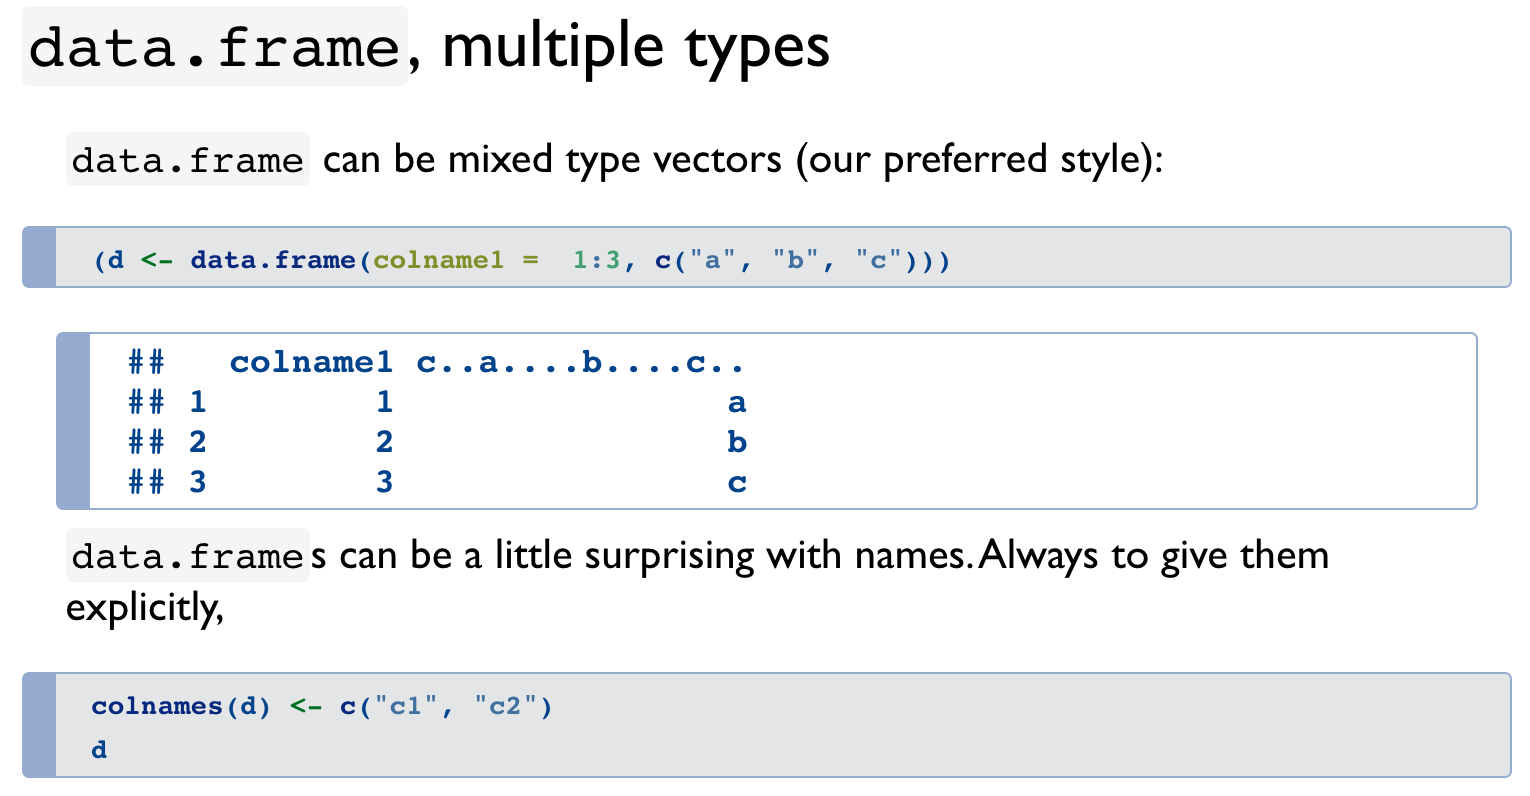 data.frame, multiple types
data.frame can be mixed type vectors (our preferred style):
(d <- data.frame(colname1 =  1:3, c("a", "b", "c")))
##   colname1 c..a....b....c..
## 1        1                a
## 2        2                b
## 3        3                c
data.frames can be a little surprising with names. Always to give them
explicitly,
colnames(d) <- c("c1", "c2")
d